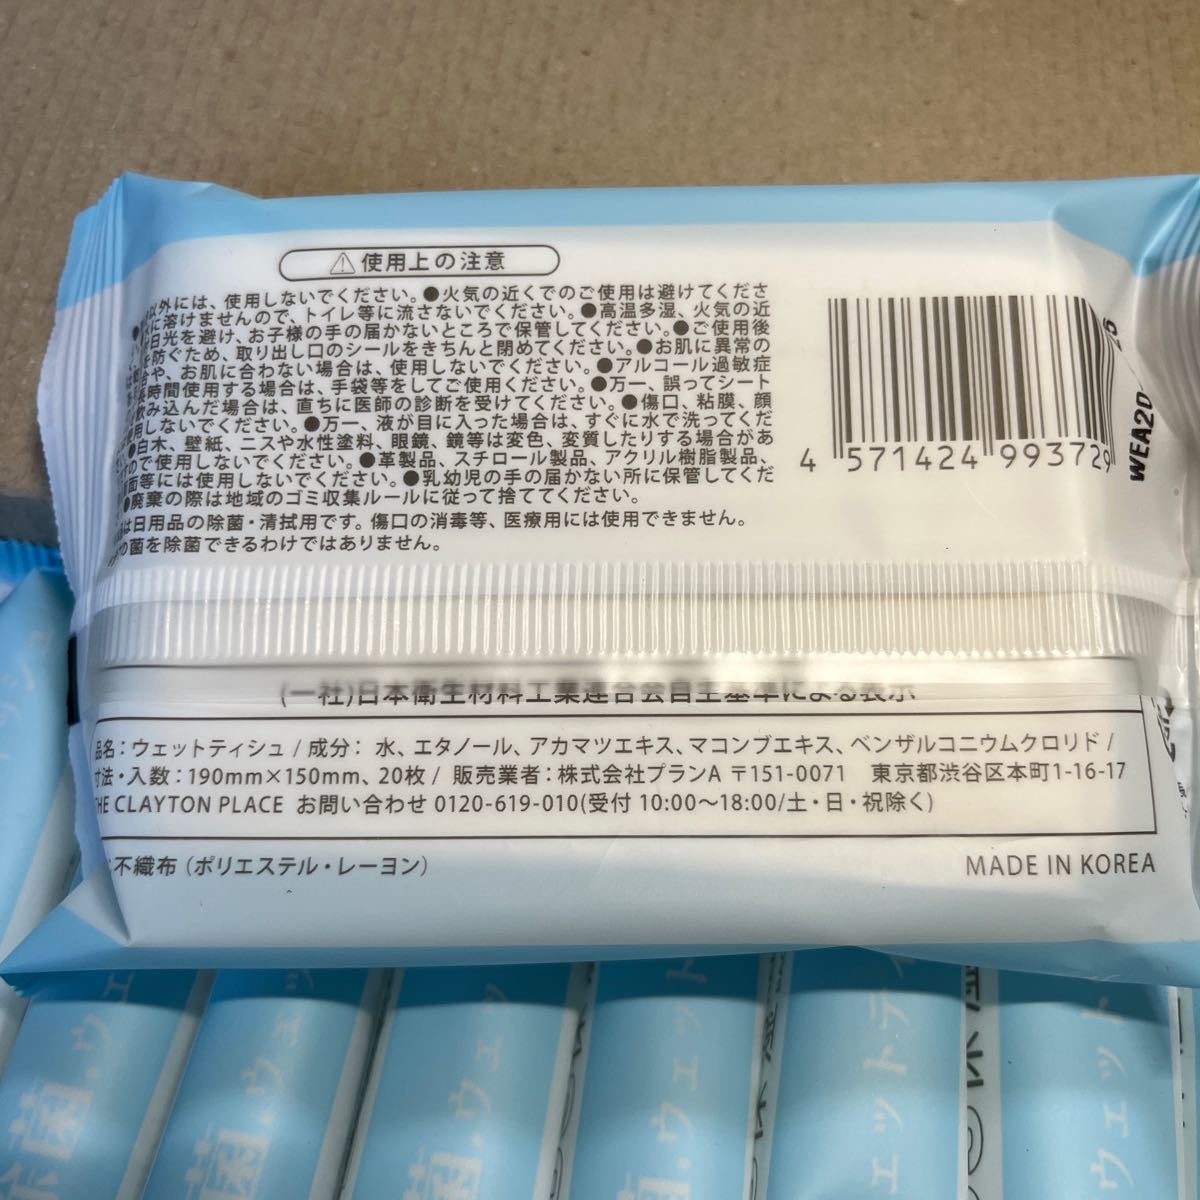 ⚠使用上の注意
以外には、使用しないでください。●火気の近くでのご使用は避けてくださ
に溶けませんので、トイレ等に流さないでください。●高温多湿、火気の近
日光を避け、お子様の手の届かないところで保管してください。●ご使用後
を防ぐため、取り出し口のシールをきちんと閉めてください。●お肌に異常の
合や、お肌に合わない場合は、使用しないでください。●アルコール過敏症
時間使用する場合は、手袋等をしてご使用ください。●万一、誤ってシート
飲み込んだ場合は、直ちに医師の診断を受けてください。●傷口、粘膜、顔
使用しないでください。●万一、液が目に入った場合は、すぐに水で洗ってくだ
●白木、壁紙、ニスや水性塗料、眼鏡、鏡等は変色、変質したりする場合があ
ので使用しないでください。●革製品、スチロール製品、アクリル樹脂製品、
面等には使用しないでください。●乳幼児の手の届かない所に保管してくだ
●廃棄の際は地域のゴミ収集ルールに従って捨ててください。
は日用品の除菌・清拭用です。傷口の消毒等、医療用には使用できません。
の菌を除菌できるわけではありません。
4 571424 993729
WEA20
(一社)日本衛生材料工業連合会自主基準による表示
品名：ウェットティシュ / 成分： 水、エタノール、アカマツエキス、マコンブエキス、ベンザルコニウムクロリド /
寸法・入数：190mm×150mm、20枚 / 販売業者：株式会社プランA 〒151-0071 東京都渋谷区本町1-16-17
THE CLAYTON PLACE お問い合わせ 0120-619-010(受付 10:00～18:00/土・日・祝除く)
不織布（ポリエステル・レーヨン）
MADE IN KOREA
菌・ウェ
菌・ウェッ
菌・ウェッ
菌・ウェット
ェットテ
ウェット